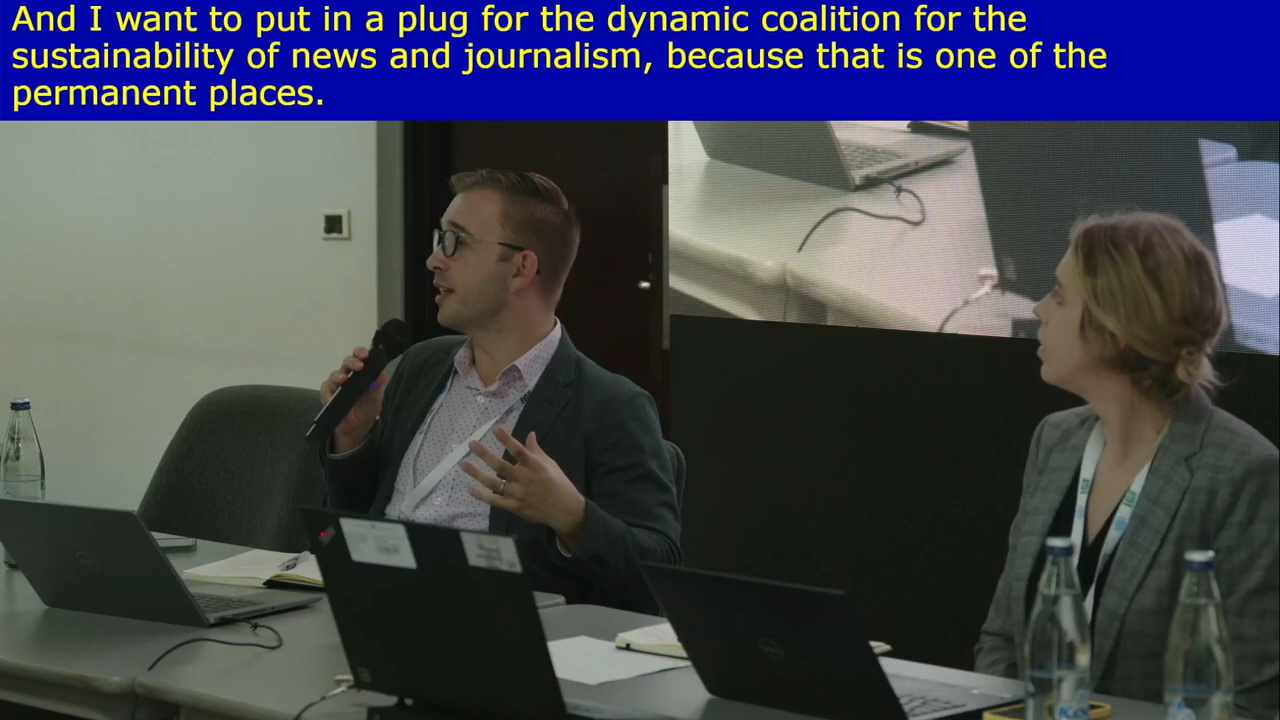 And I want to put in a plug for the dynamic coalition for the
sustainability of news and journalism, because that is one of the
permanent places.
IGF